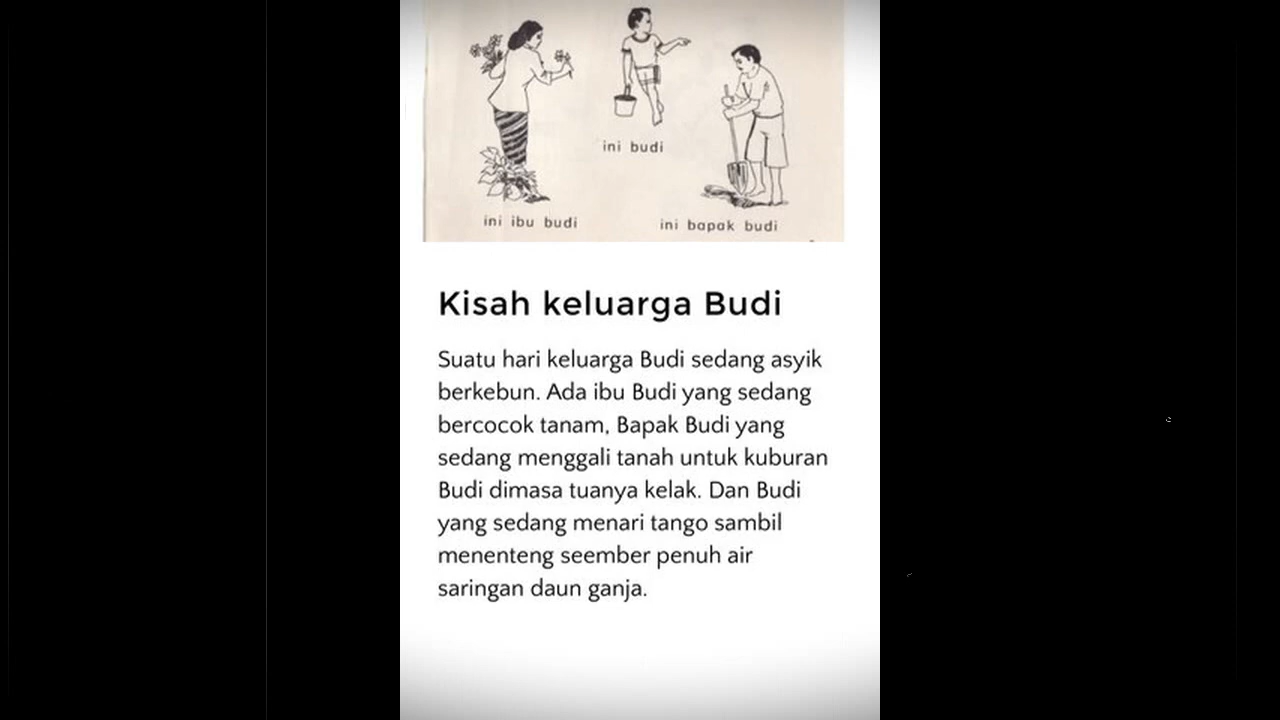 ini budi
ini ibu budi
ini bapak budi
Kisah keluarga Budi
Suatu hari keluarga Budi sedang asyik
berkebun. Ada ibu Budi yang sedang
bercocok tanam, Bapak Budi yang
sedang menggali tanah untuk kuburan
Budi dimasa tuanya kelak. Dan Budi
yang sedang menari tango sambil
menenteng seember penuh air
saringan daun ganja.